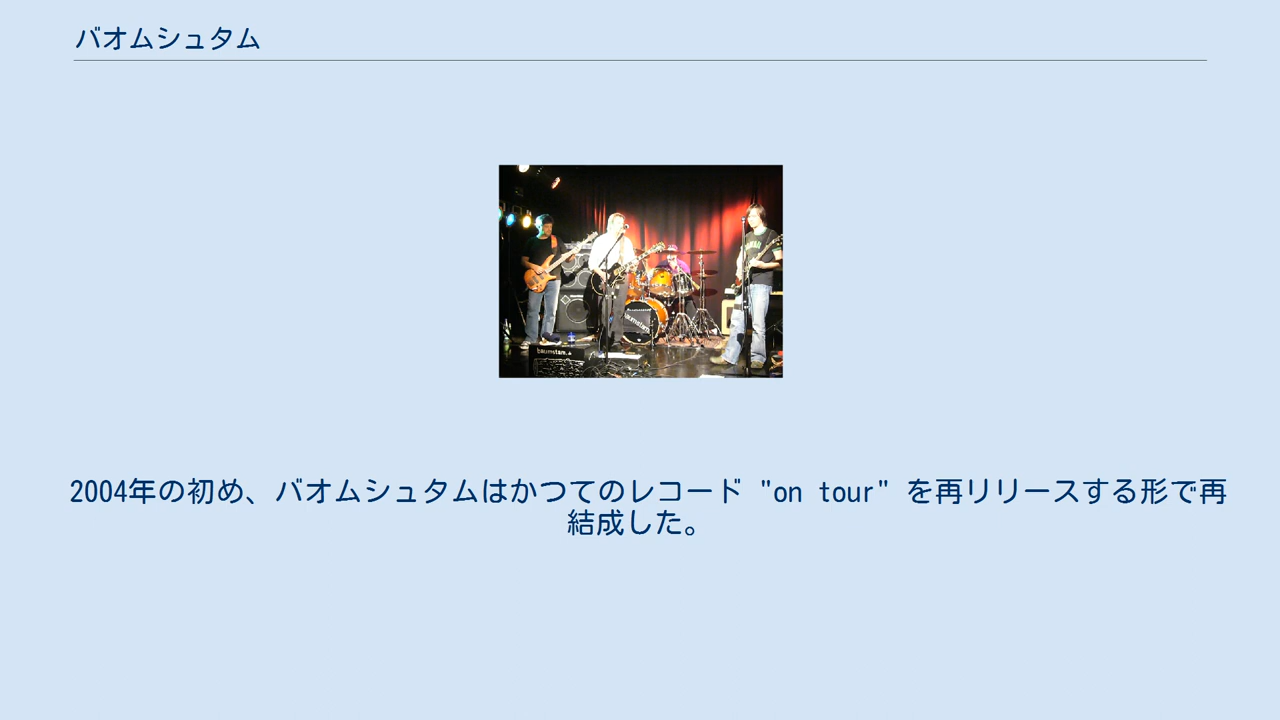 バオムシュタム
baumstam
2004年の初め、バオムシュタムはかつてのレコード "on tour" を再リリースする形で再
結成した。